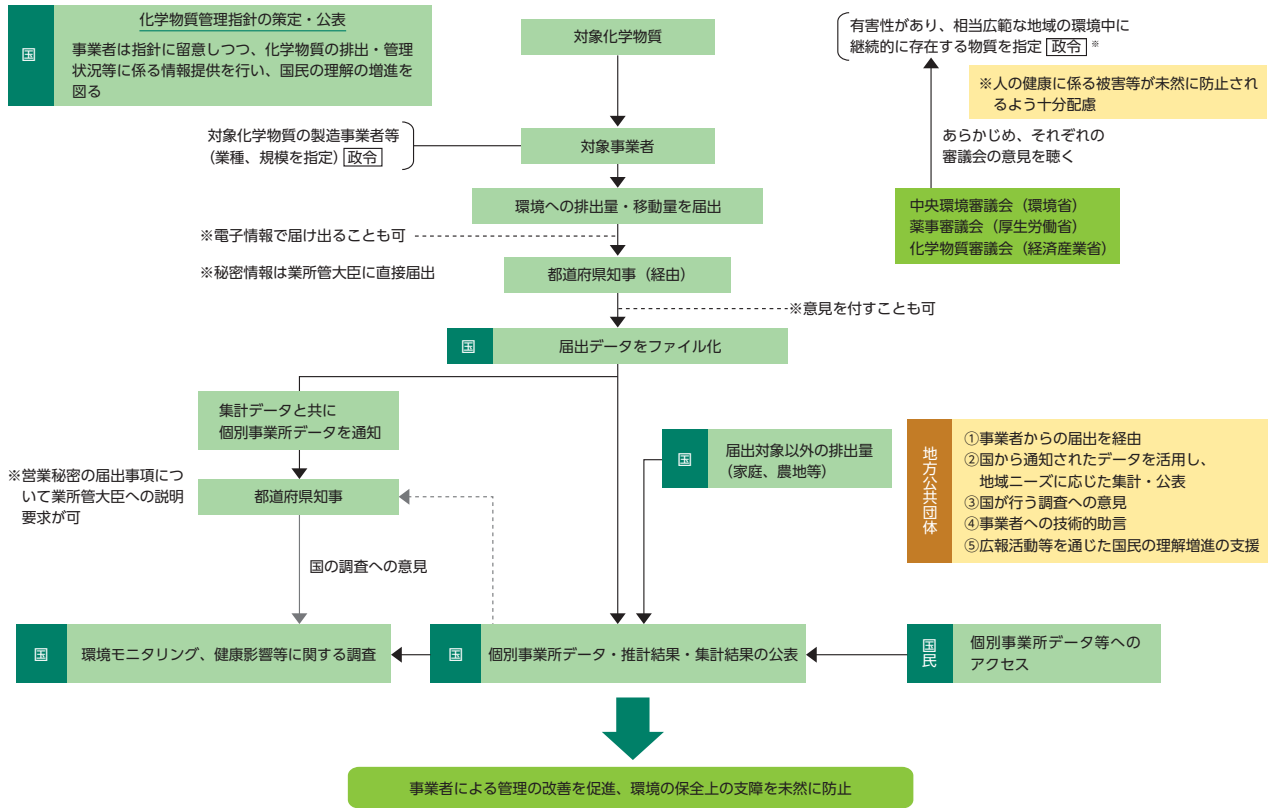 国
化学物質管理指針の策定・公表
事業者は指針に留意しつつ、化学物質の排出・管理
状況等に係る情報提供を行い、国民の理解の増進を
図る
対象化学物質
有害性があり、相当広範な地域の環境中に
継続的に存在する物質を指定 政令 ※
※人の健康に係る被害等が未然に防止され
るよう十分配慮
対象化学物質の製造事業者等
(業種、規模を指定) 政令
対象事業者
あらかじめ、それぞれの
審議会の意見を聴く
環境への排出量・移動量を届出
中央環境審議会(環境省)
薬事審議会(厚生労働省)
化学物質審議会(経済産業省)
※電子情報で届け出ることも可
※秘密情報は業所管大臣に直接届出
都道府県知事(経由)
※意見を付すことも可
国
届出データをファイル化
集計データと共に
個別事業所データを通知
国
届出対象以外の排出量
(家庭、農地等)
地方公共団体
①事業者からの届出を経由
②国から通知されたデータを活用し、
地域ニーズに応じた集計・公表
③国が行う調査への意見
④事業者への技術的助言
⑤広報活動等を通じた国民の理解増進の支援
※営業秘密の届出事項につ
いて業所管大臣への説明
要求が可
都道府県知事
国の調査への意見
国
環境モニタリング、健康影響等に関する調査
国
個別事業所データ・推計結果・集計結果の公表
国民
個別事業所データ等への
アクセス
事業者による管理の改善を促進、環境の保全上の支障を未然に防止